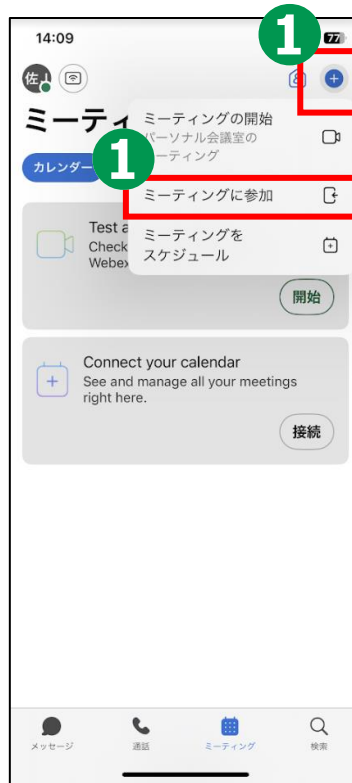 14:09
1
77
佐
ミーティ
ミーティングの開始
パーソナル会議室の
ーティング
カレンダー
1
ミーティングに参加
ミーティングを
スケジュール
Test a
Check
Webex
開始
Connect your calendar
See and manage all your meetings
right here.
接続
メッセージ
通話
ミーティング
検索